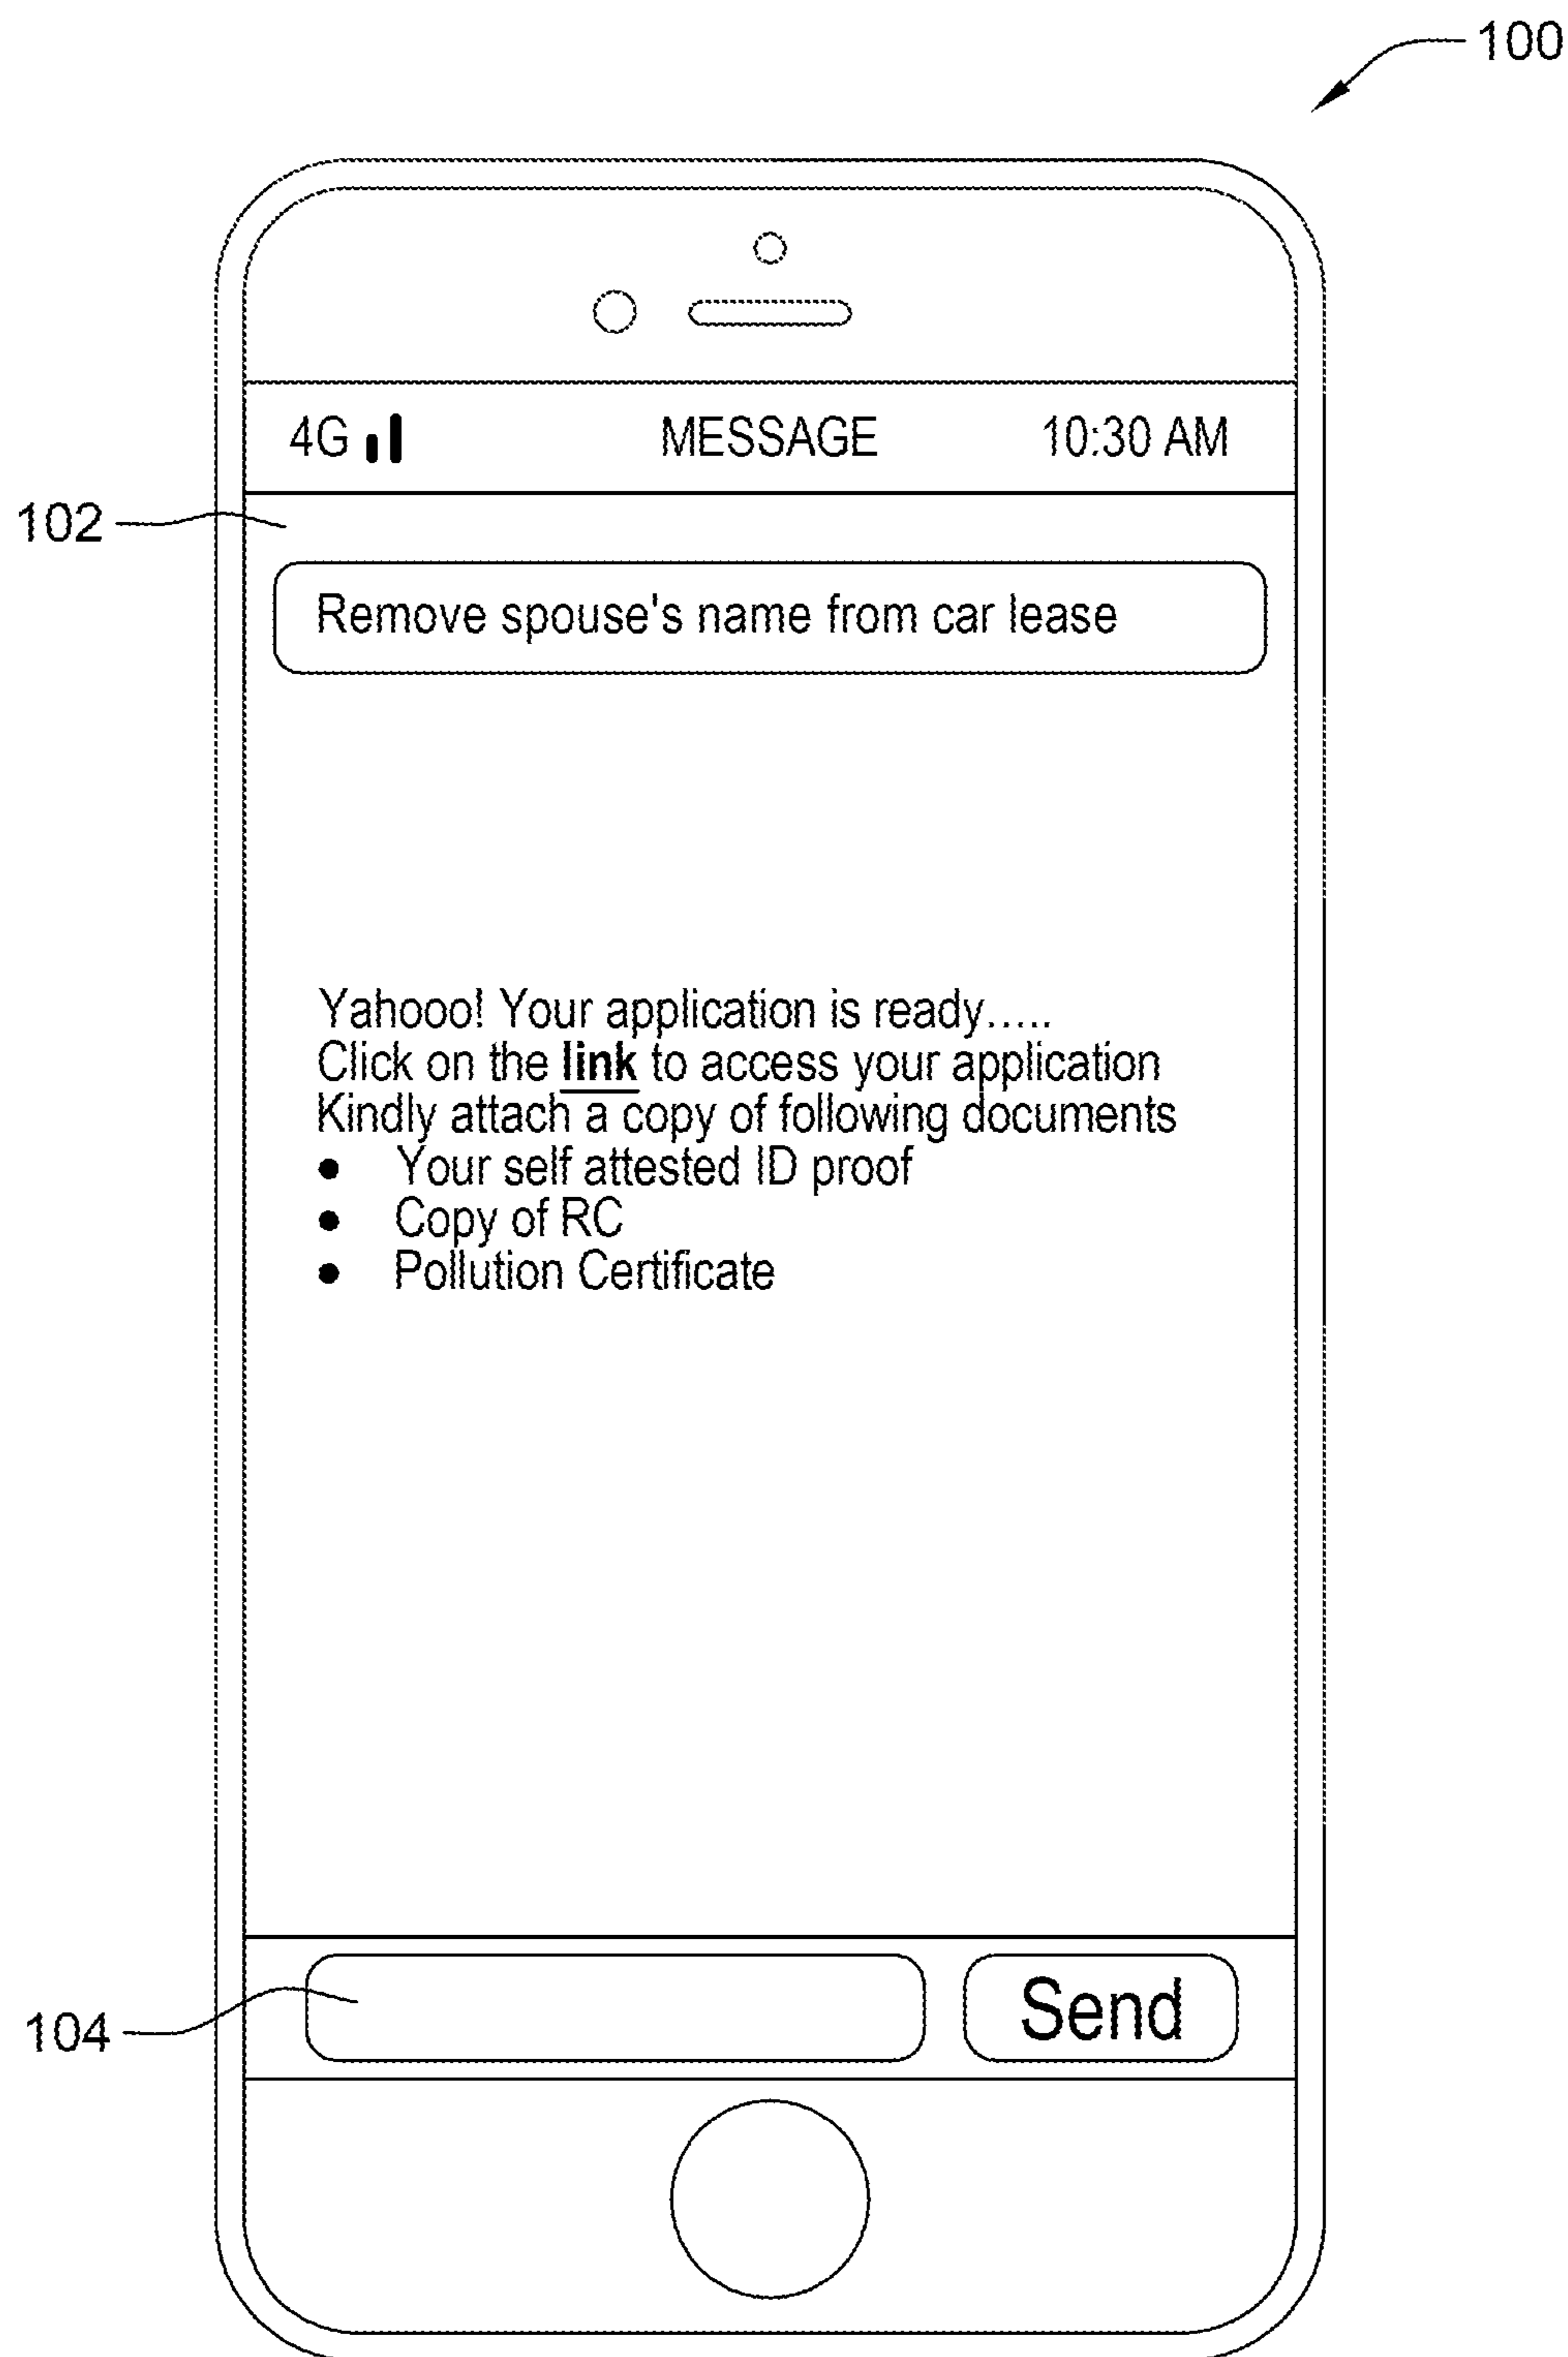 100
4G MESSAGE 10:30 AM
102
Remove spouse's name from car lease
Yahooo! Your application is ready.....
Click on the link to access your application
Kindly attach a copy of following documents
• Your self attested ID proof
• Copy of RC
• Pollution Certificate
104
Send